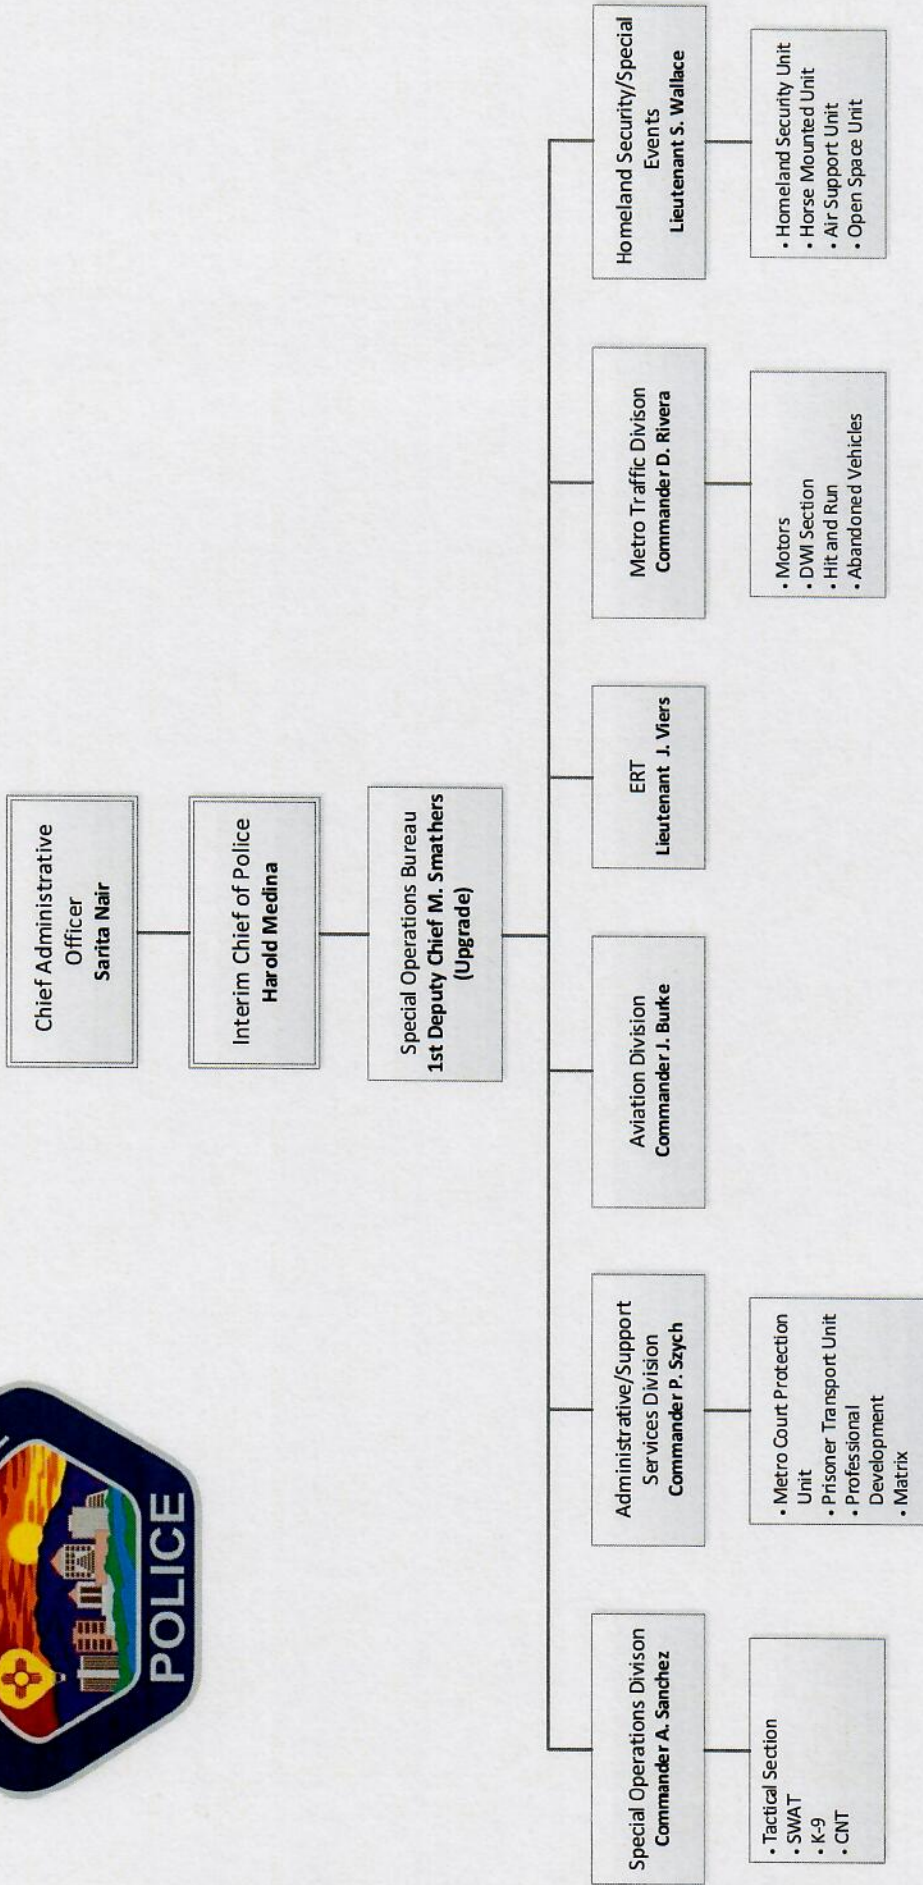 POLICE
Chief Administrative
Officer
Sarita Nair
Interim Chief of Police
Harold Medina
Special Operations Bureau
1st Deputy Chief M. Smathers
(Upgrade)
Special Operations Divison
Commander A. Sanchez
• Tactical Section
• SWAT
• K-9
• CNT
Administrative/Support
Services Division
Commander P. Szych
• Metro Court Protection
Unit
• Prisoner Transport Unit
• Professional
Development
• Matrix
Aviation Division
Commander J. Burke
ERT
Lieutenant J. Viers
Metro Traffic Divison
Commander D. Rivera
• Motors
• DWI Section
• Hit and Run
• Abandoned Vehicles
Homeland Security/Special
Events
Lieutenant S. Wallace
• Homeland Security Unit
• Horse Mounted Unit
• Air Support Unit
• Open Space Unit